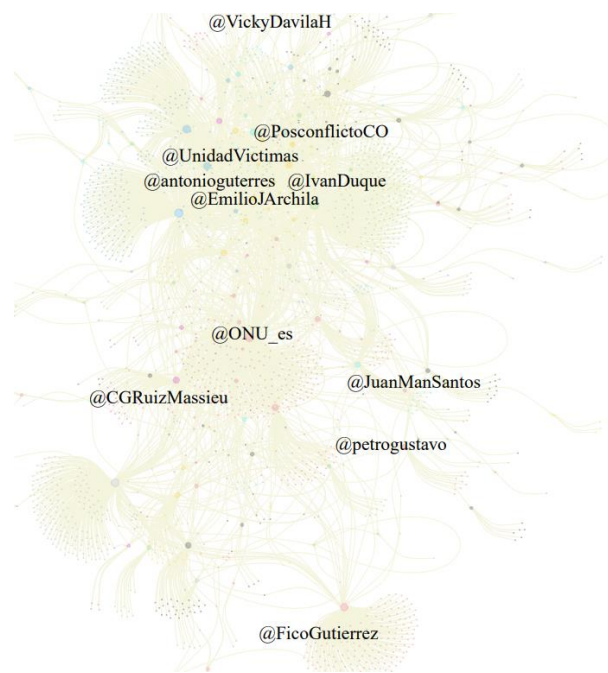 @VickyDavilaH
@PosconflictoCO
@UnidadVictimas
@antonioguterres @IvanDuque
@EmilioJArchila
@ONU_es
@JuanManSantos
@CGRuizMassieu
@petrogustavo
@FicoGutierrez